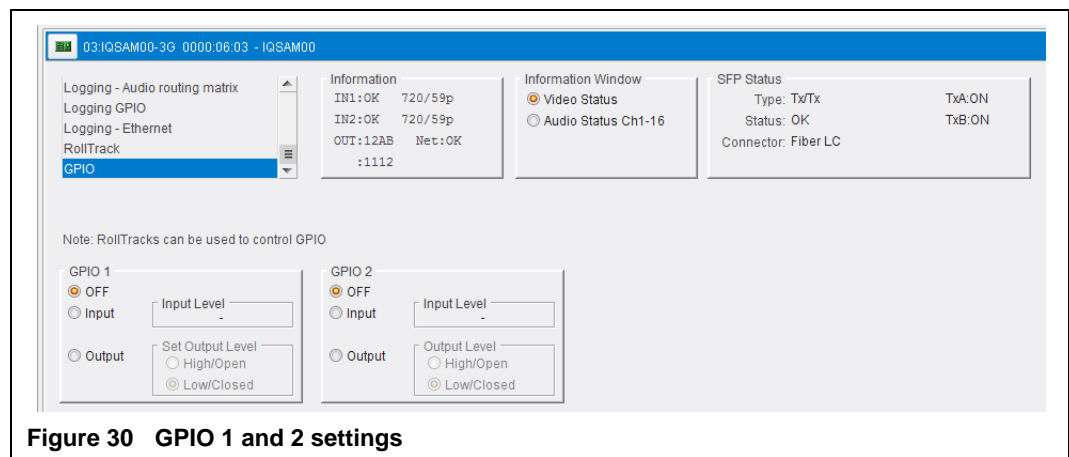 03:IQSAM00-3G 0000:06:03 - IQSAM00
Logging - Audio routing matrix
Logging GPIO
Logging - Ethernet
RollTrack
GPIO
Information
IN1:OK 720/59p
IN2:OK 720/59p
OUT:12AB Net:OK
:1112
Information Window
Video Status
Audio Status Ch1-16
SFP Status
Type: Tx/Tx TxA:ON
Status: OK TxB:ON
Connector: Fiber LC
Note: RollTracks can be used to control GPIO
GPIO 1
OFF
Input
Input Level
-
Output
Set Output Level
High/Open
Low/Closed
GPIO 2
OFF
Input
Input Level
-
Output
Output Level
High/Open
Low/Closed
Figure 30 GPIO 1 and 2 settings